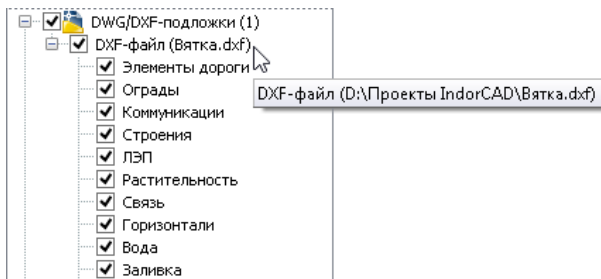 DWG/DXF-подложки (1)
DXF-файл (Вятка.dxf)
Элементы дороги
DXF-файл (D:\Проекты IndorCAD\Вятка.dxf)
Ограды
Коммуникации
Строения
ЛЭП
Растительность
Связь
Горизонтали
Вода
Заливка